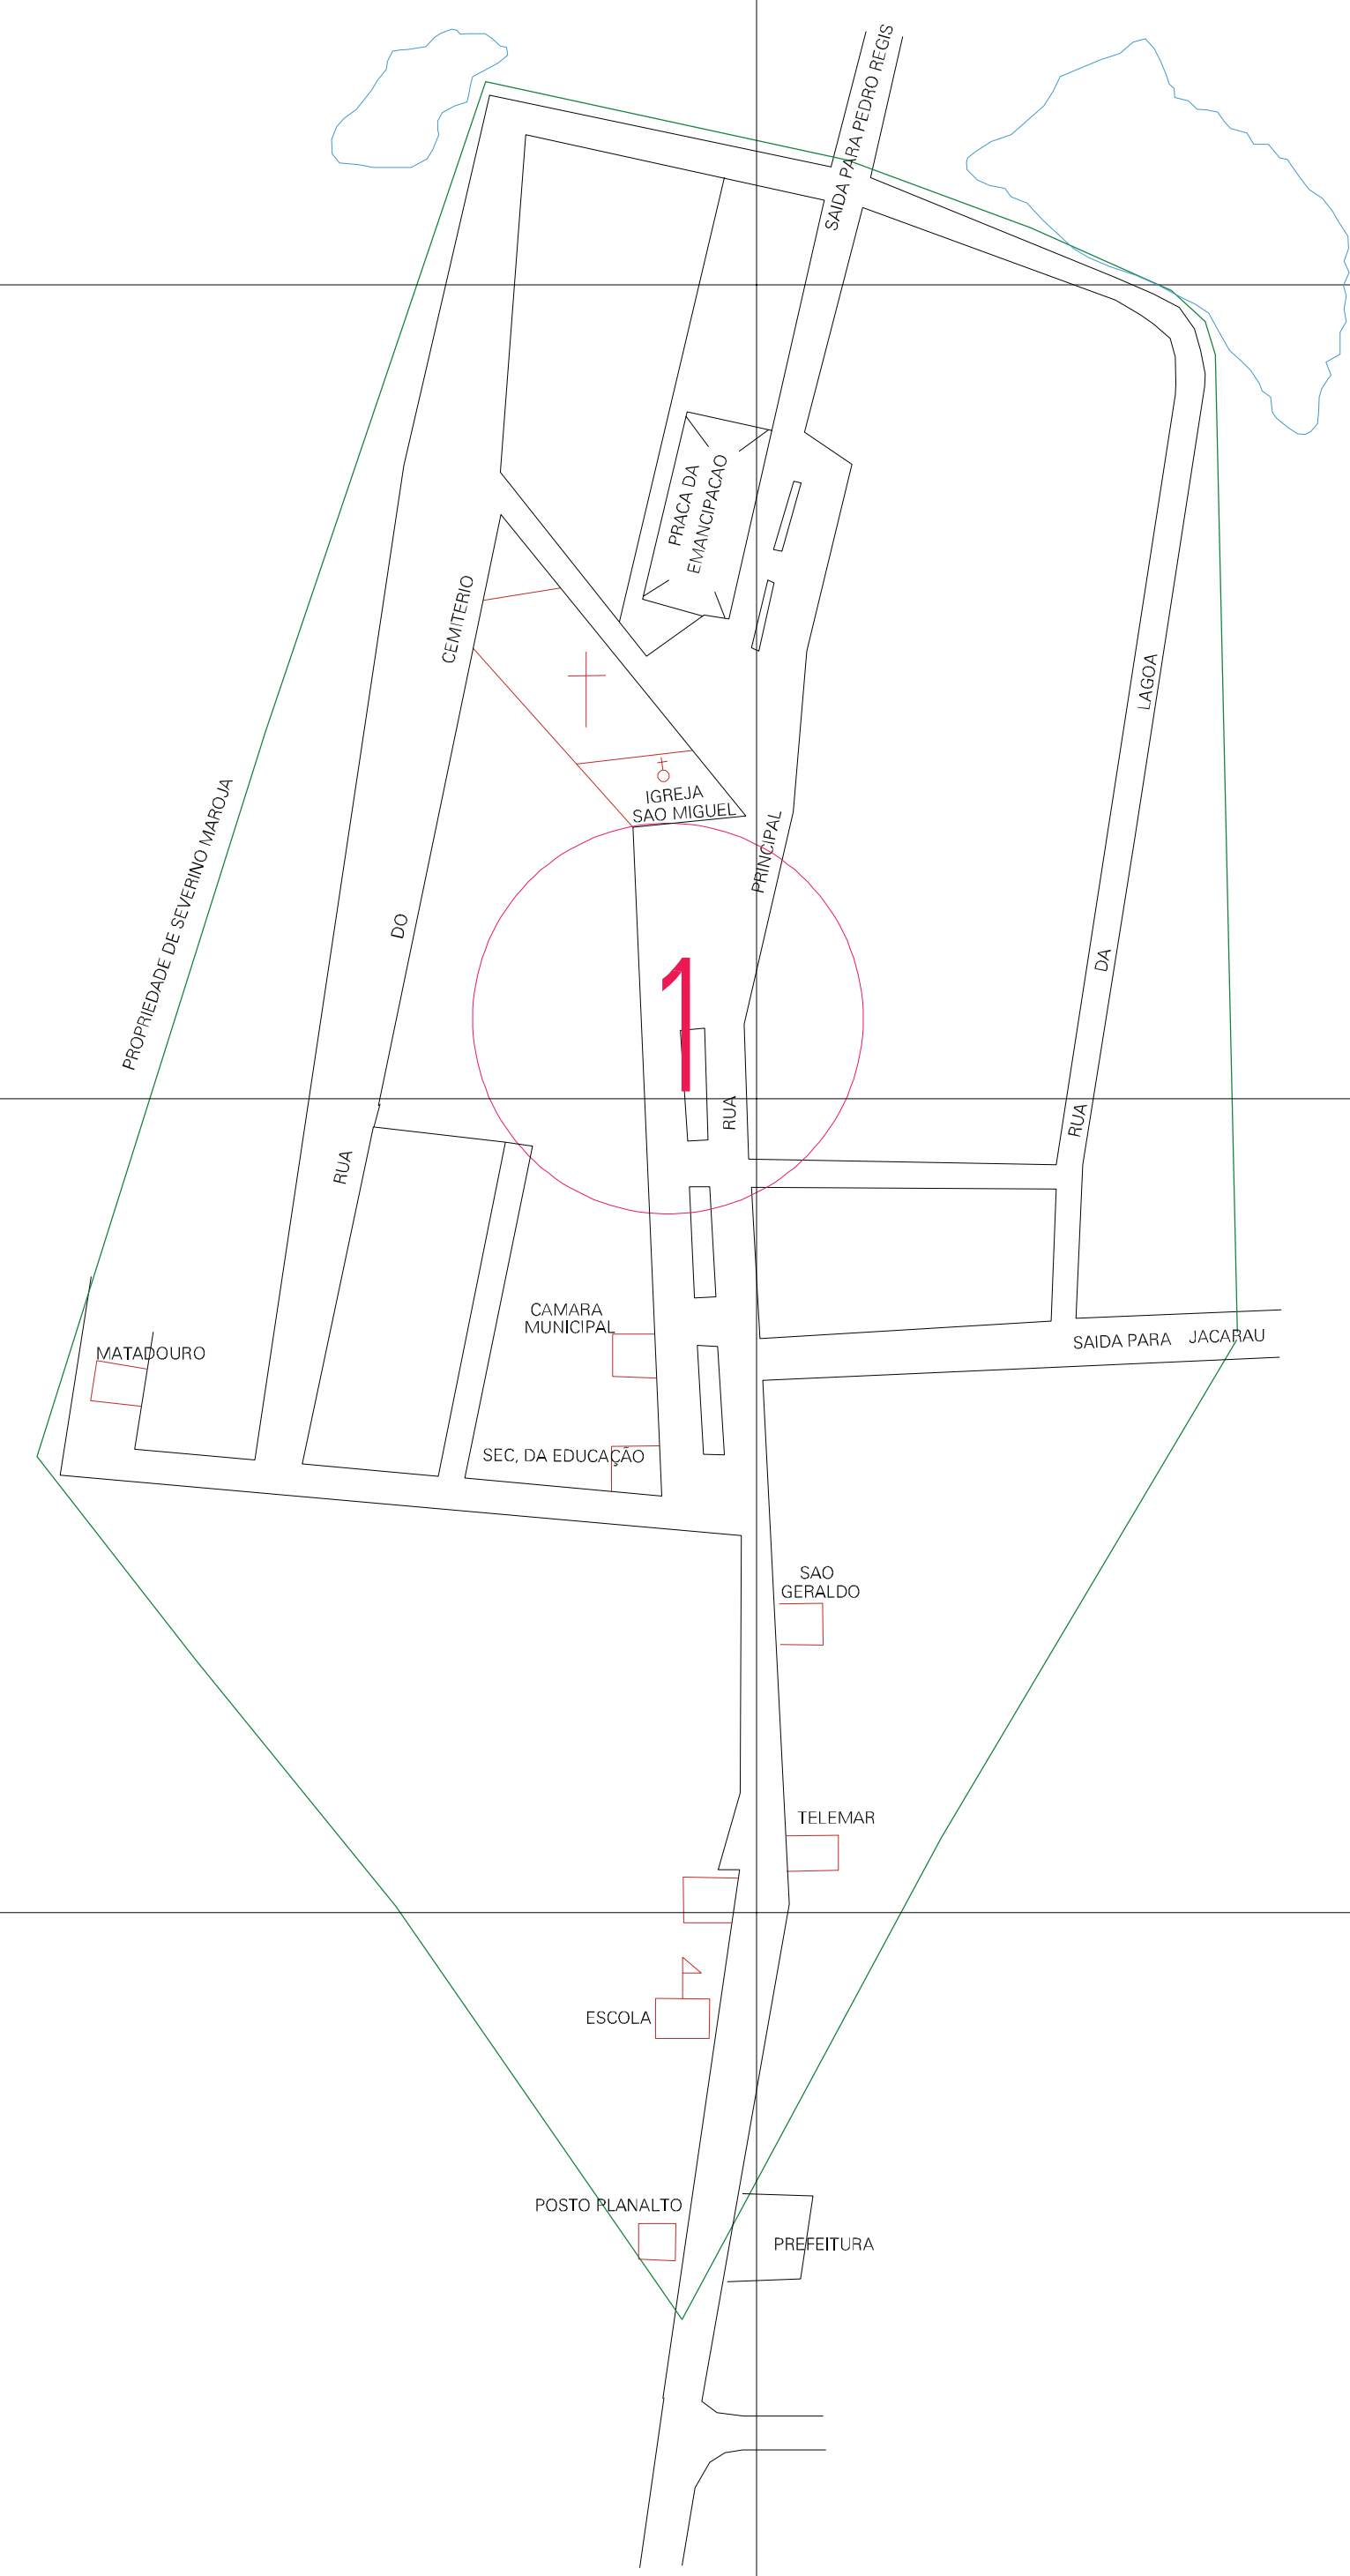 SAIDA PARA PEDRO REGIS
PRACA DA
EMANCIPACAO
CEMITERIO
DO
RUA
LAGOA
DA
RUA
IGREJA
SAO MIGUEL
PRINCIPAL
RUA
PROPRIEDADE DE SEVERINO MAROJA
1
CAMARA
MUNICIPAL
SAIDA PARA JACARAU
MATADOURO
SEC, DA EDUCAÇÃO
SAO
GERALDO
TELEMAR
ESCOLA
POSTO PLANALTO
PREFEITURA